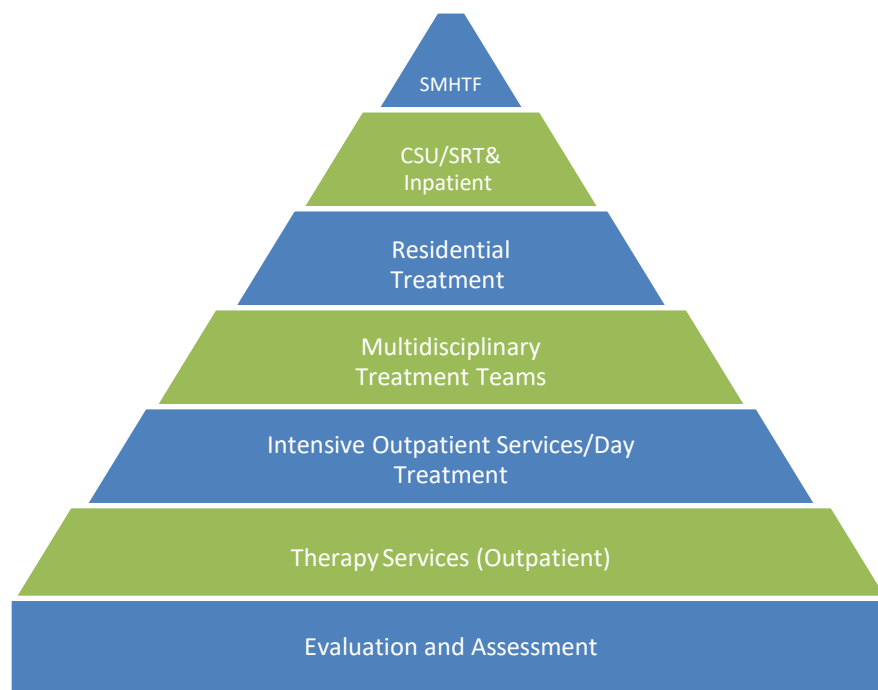 SMHTF
CSU/SRT&
Inpatient
Residential
Treatment
Multidisciplinary
Treatment Teams
Intensive Outpatient Services/Day
Treatment
Therapy Services (Outpatient)
Evaluation and Assessment